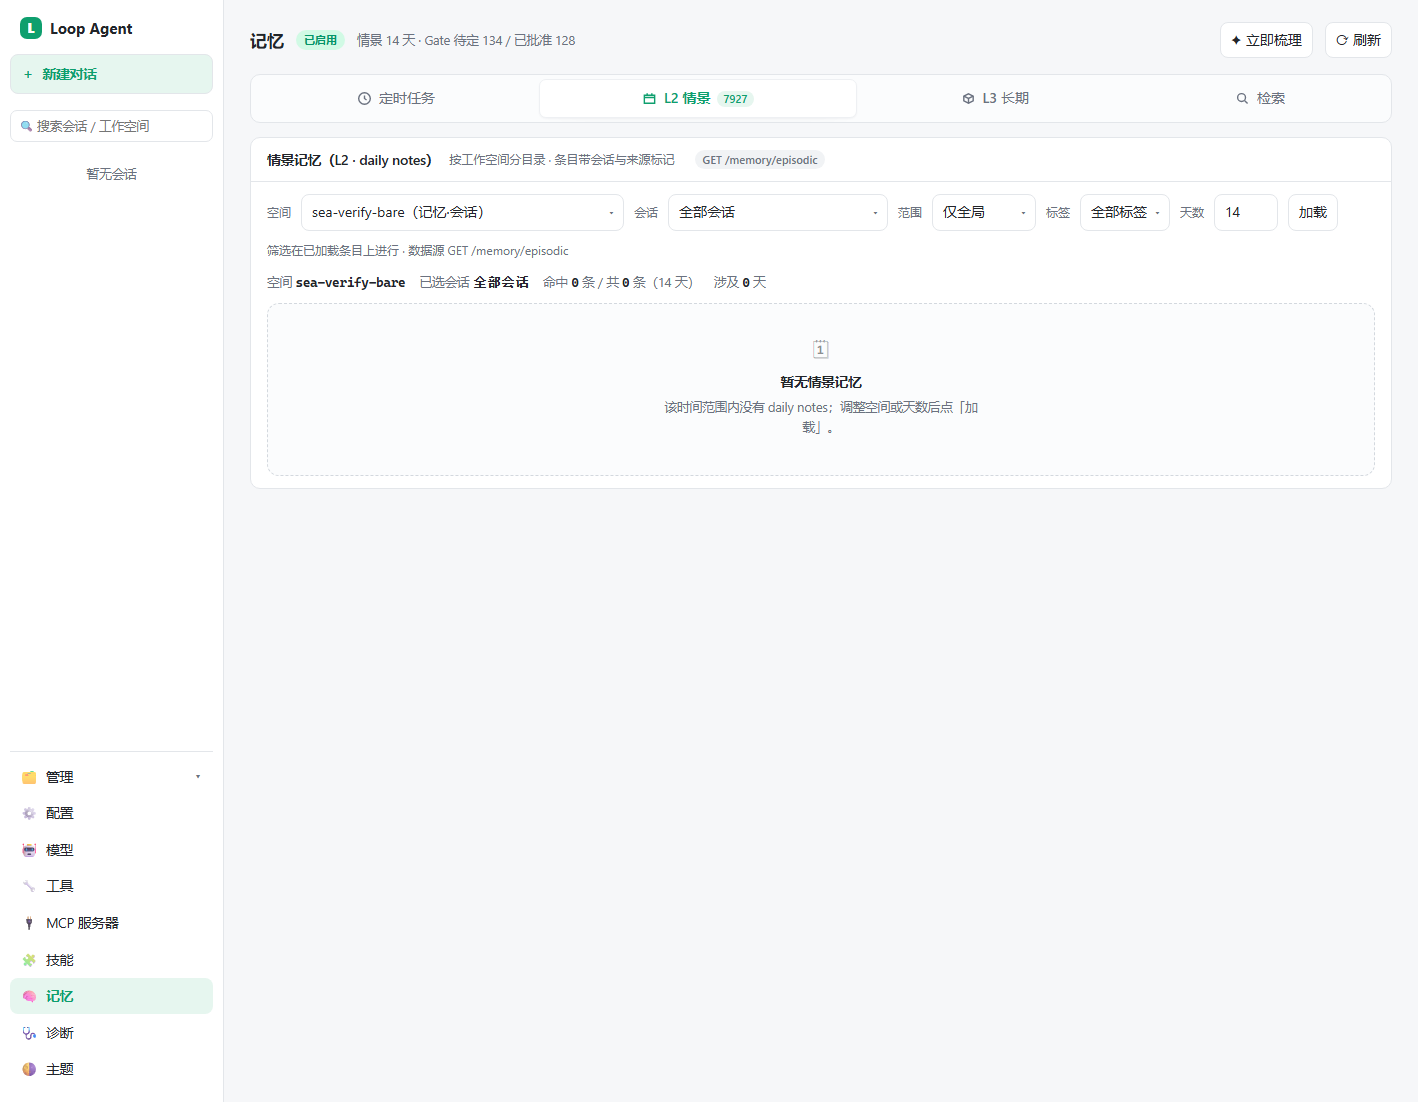 L Loop Agent
+ 新建对话
搜索会话 / 工作空间
暂无会话
管理
配置
模型
工具
MCP 服务器
技能
记忆
诊断
主题
记忆 已启用 情景 14 天 · Gate 待定 134 / 已批准 128
立即梳理 刷新
定时任务 L2 情景 7927 L3 长期 检索
情景记忆（L2 · daily notes） 按工作空间分目录 · 条目带会话与来源标记 GET /memory/episodic
空间 sea-verify-bare（记忆·会话） 会话 全部会话 范围 仅全局 标签 全部标签 天数 14 加载
筛选在已加载条目上进行 · 数据源 GET /memory/episodic
空间 sea-verify-bare 已选会话 全部会话 命中 0 条 / 共 0 条（14 天） 涉及 0 天
1
暂无情景记忆
该时间范围内没有 daily notes；调整空间或天数后点「加
载」。